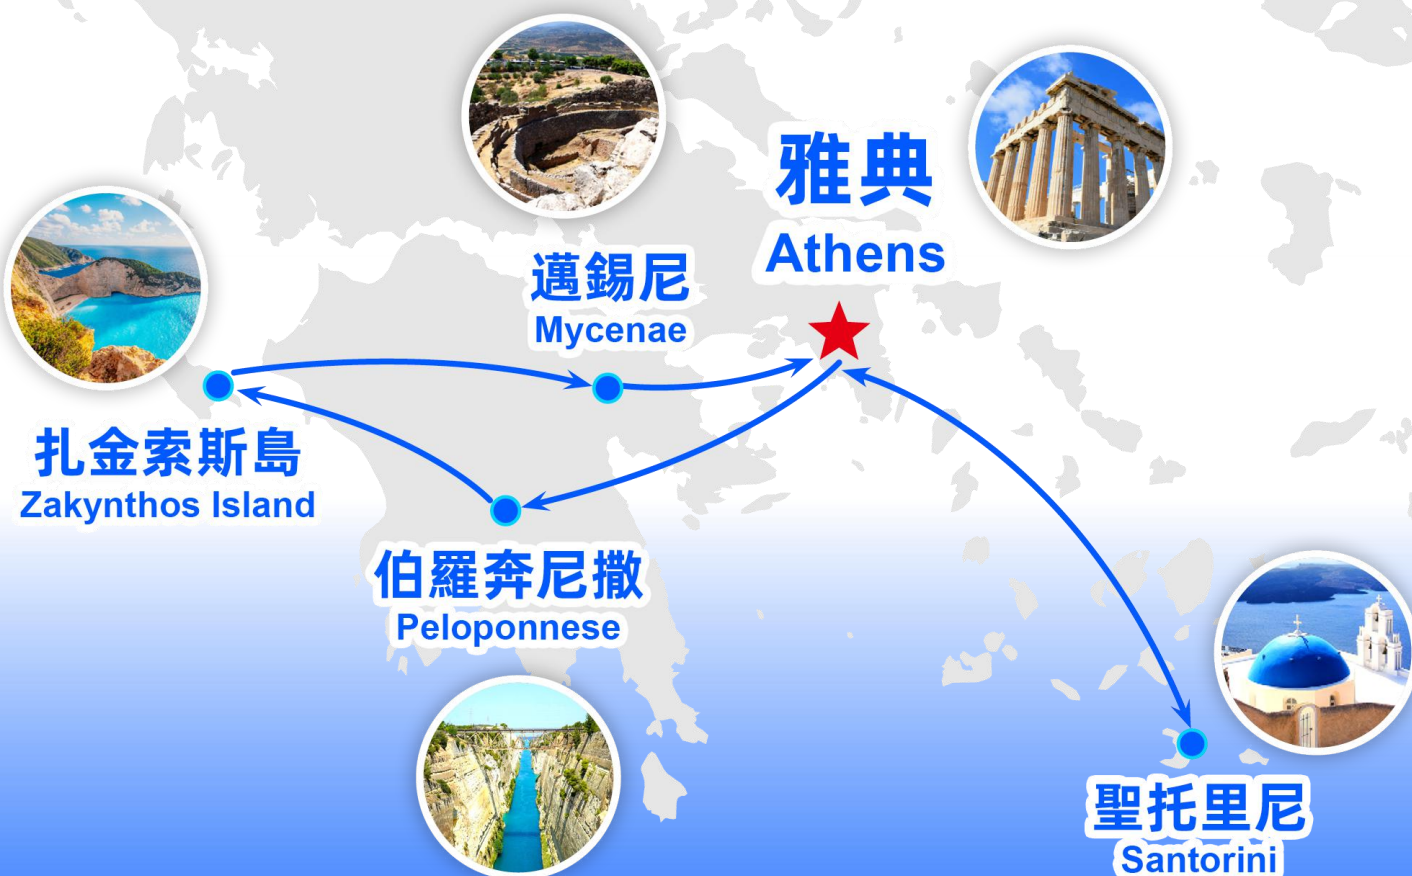 雅典
Athens
邁錫尼
Mycenae
扎金索斯島
Zakynthos Island
伯羅奔尼撒
Peloponnese
聖托里尼
Santorini